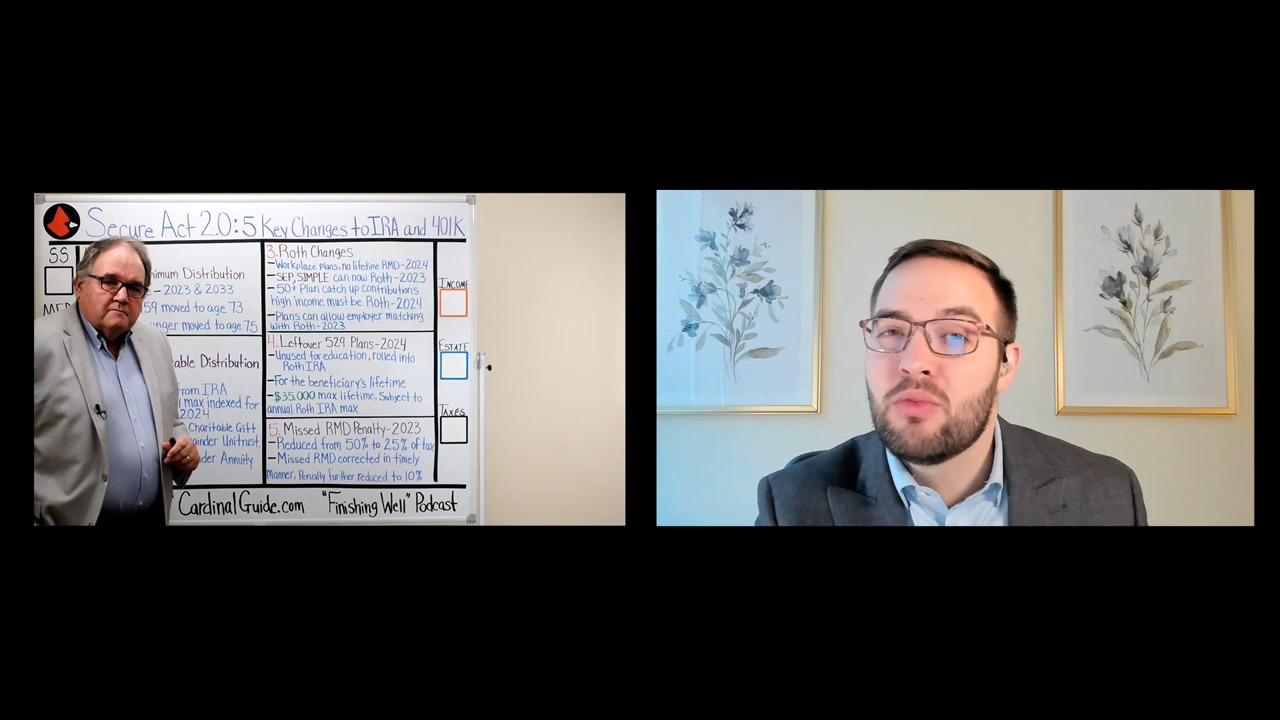 Secure Act 2.0: 5 Key Changes to IRA and 401K
SS
nimum Distribution
- 2023 & 2033
59 moved to age 73
unger moved to age 75
able Distribution
from IRA
max indexed for
2024
Charitable Gift
ainder Unitrust,
der Annuity
3. Roth Changes
- Workplace plans, no lifetime RMD-2024
- SEP, SIMPLE can now Roth-2023
- 50+ Plan catch up contributions
high income must be Roth-2024
- Plans can allow employer matching
with Roth-2023
4. Leftover 529 Plans-2024
- Unused for education, rolled into
Roth IRA
- For the beneficiary's lifetime
- $35,000 max lifetime, Subject to
annual Roth IRA max
5. Missed RMD Penalty-2023
- Reduced from 50% to 25% of tax
- Missed RMD corrected in timely
manner, Penalty further reduced to 10%
INCOME
ESTATE
TAXES
CardinalGuide.com "Finishing Well" Podcast